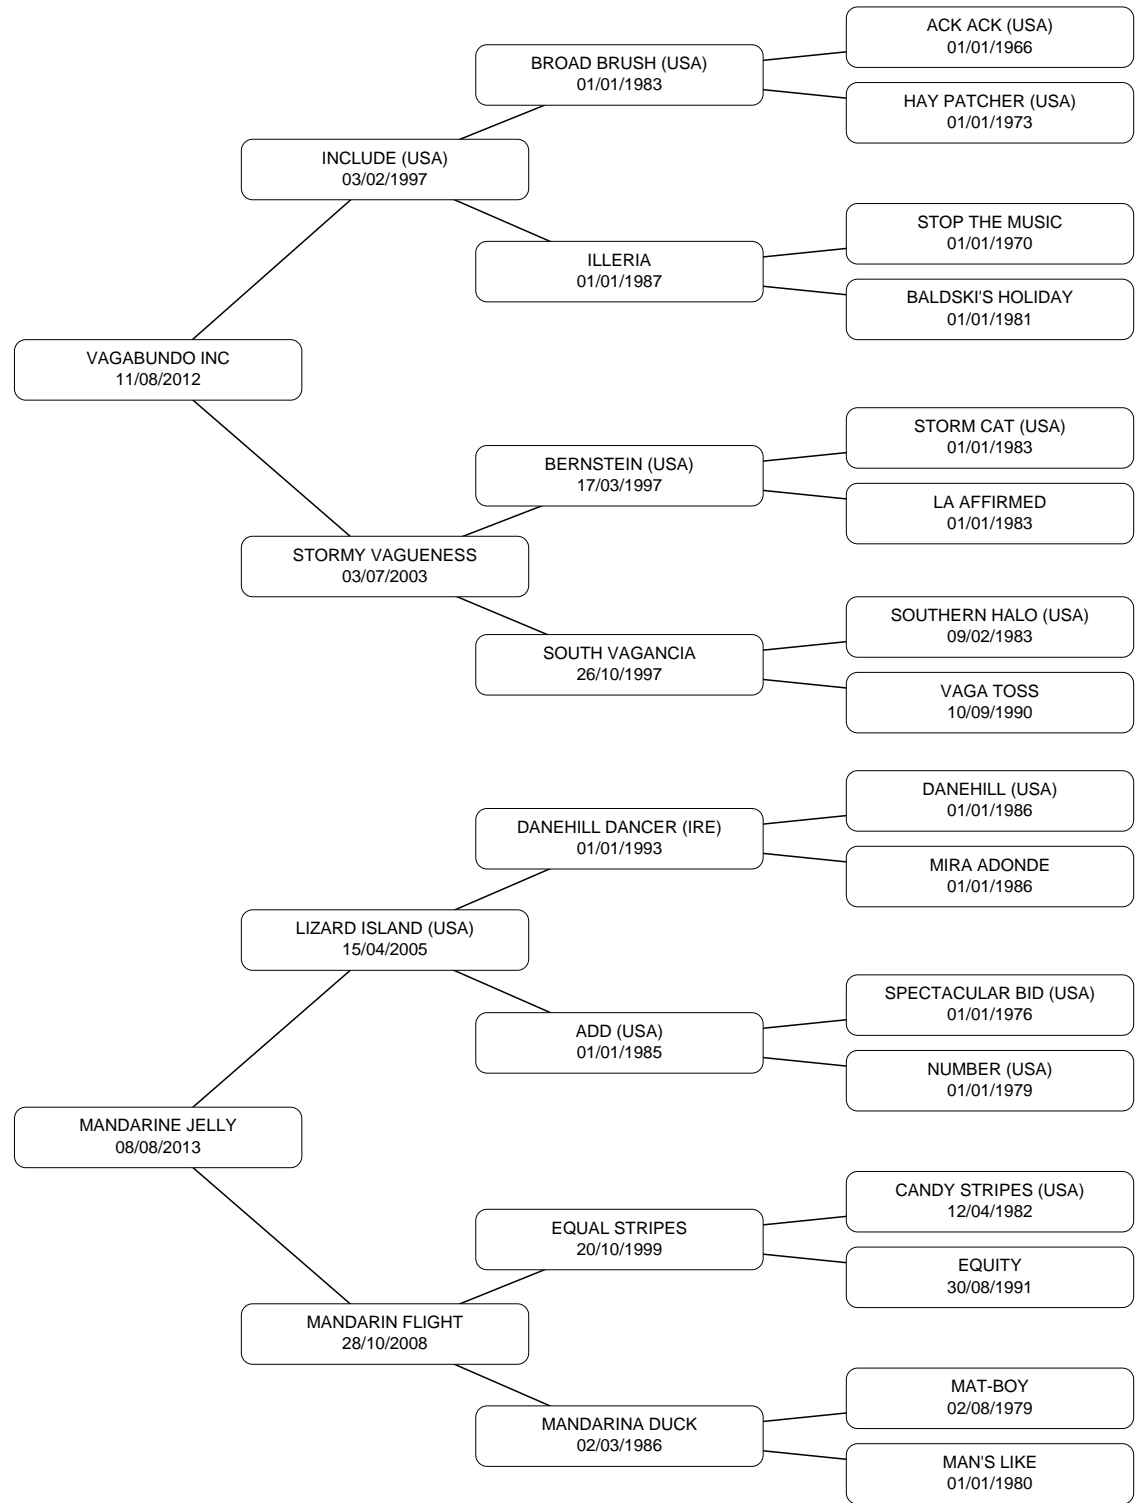 ACK ACK (USA)
01/01/1966
BROAD BRUSH (USA)
01/01/1983
HAY PATCHER (USA)
01/01/1973
INCLUDE (USA)
03/02/1997
STOP THE MUSIC
01/01/1970
ILLERIA
01/01/1987
BALDSKI'S HOLIDAY
01/01/1981
VAGABUNDO INC
11/08/2012
STORM CAT (USA)
01/01/1983
BERNSTEIN (USA)
17/03/1997
LA AFFIRMED
01/01/1983
STORMY VAGUENESS
03/07/2003
SOUTHERN HALO (USA)
09/02/1983
SOUTH VAGANCIA
26/10/1997
VAGA TOSS
10/09/1990
DANEHILL (USA)
01/01/1986
DANEHILL DANCER (IRE)
01/01/1993
MIRA ADONDE
01/01/1986
LIZARD ISLAND (USA)
15/04/2005
SPECTACULAR BID (USA)
01/01/1976
ADD (USA)
01/01/1985
NUMBER (USA)
01/01/1979
MANDARINE JELLY
08/08/2013
CANDY STRIPES (USA)
12/04/1982
EQUAL STRIPES
20/10/1999
EQUITY
30/08/1991
MANDARIN FLIGHT
28/10/2008
MAT-BOY
02/08/1979
MANDARINA DUCK
02/03/1986
MAN'S LIKE
01/01/1980